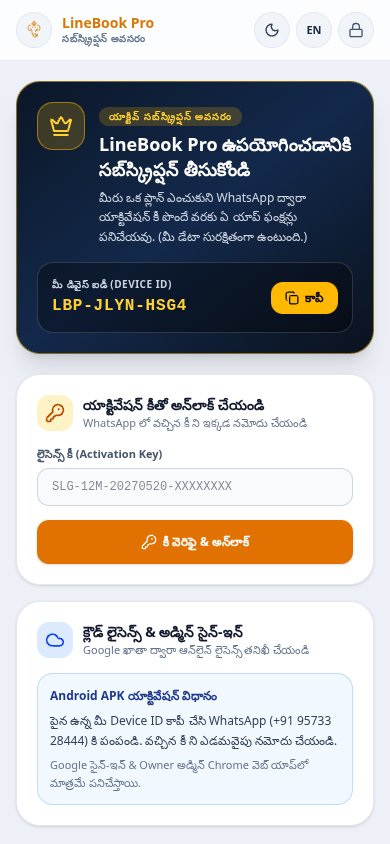 LineBook Pro
సబ్‌స్క్రిప్షన్ అవసరం
EN
యాక్టివ్ సబ్‌స్క్రిప్షన్ అవసరం
LineBook Pro ఉపయోగించడానికి
సబ్‌స్క్రిప్షన్ తీసుకోండి
మీరు ఒక ప్లాన్ ఎంచుకుని WhatsApp ద్వారా
యాక్టివేషన్ కీ పొందే వరకు ఏ యాప్ ఫంక్షన్లు
పనిచేయవు. (మీ డేటా సురక్షితంగా ఉంటుంది.)
మీ డివైస్ ఐడీ (DEVICE ID)
LBP-JLYN-HSG4
కాపీ
యాక్టివేషన్ కీతో అన్‌లాక్ చేయండి
WhatsApp లో వచ్చిన కీ ని ఇక్కడ నమోదు చేయండి
లైసెన్స్ కీ (Activation Key)
SLG-12M-20270520-XXXXXXXX
కీ వెరిఫై & అన్‌లాక్
క్లౌడ్ లైసెన్స్ & అడ్మిన్ సైన్-ఇన్
Google ఖాతా ద్వారా ఆన్‌లైన్ లైసెన్స్ తనిఖీ చేయండి
Android APK యాక్టివేషన్ విధానం
పైన ఉన్న మీ Device ID కాపీ చేసి WhatsApp (+91 95733
28444) కి పంపండి. వచ్చిన కీ ని ఎడమవైపు నమోదు చేయండి.
Google సైన్-ఇన్ & Owner అడ్మిన్ Chrome వెబ్ యాప్‌లో
మాత్రమే పనిచేస్తాయి.